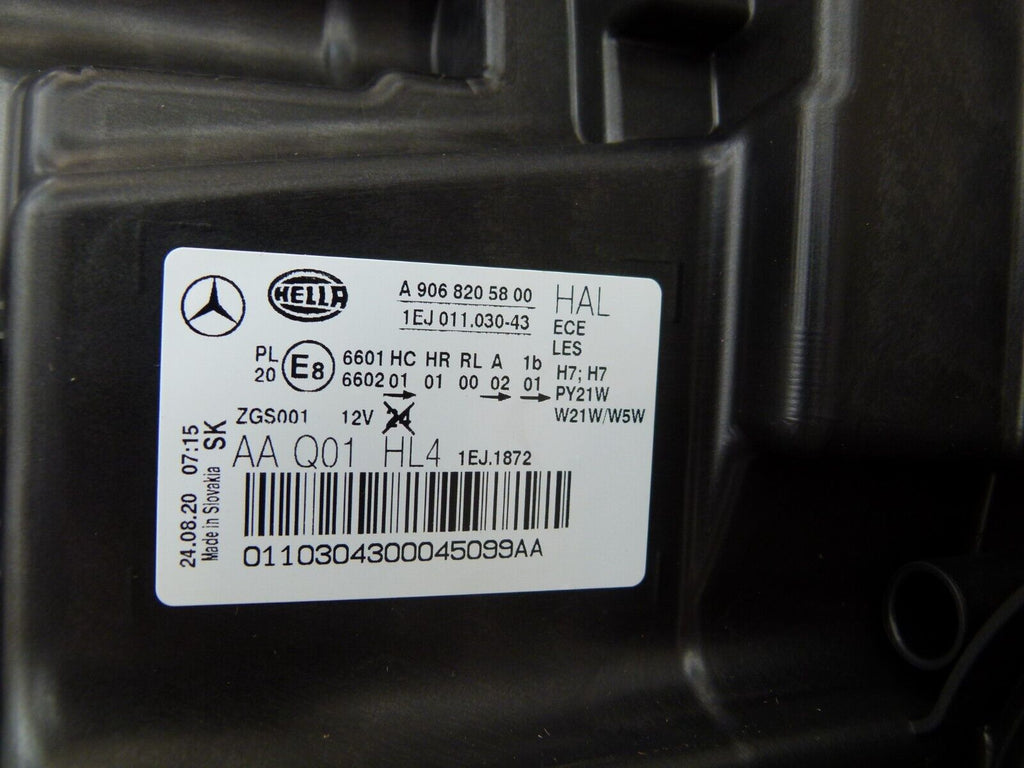 HELLA
A 906 820 58 00
1EJ 011.030-43
HAL
ECE
LES
PL
20
E8
6601 HC HR RL A 1b
6602 01 01 00 02 01
H7; H7
PY21W
W21W/W5W
ZGS001 12V 24
AA Q01 HL4 1EJ.1872
0110304300045099AA
24.08.20 07:15
Made in Slovakia SK